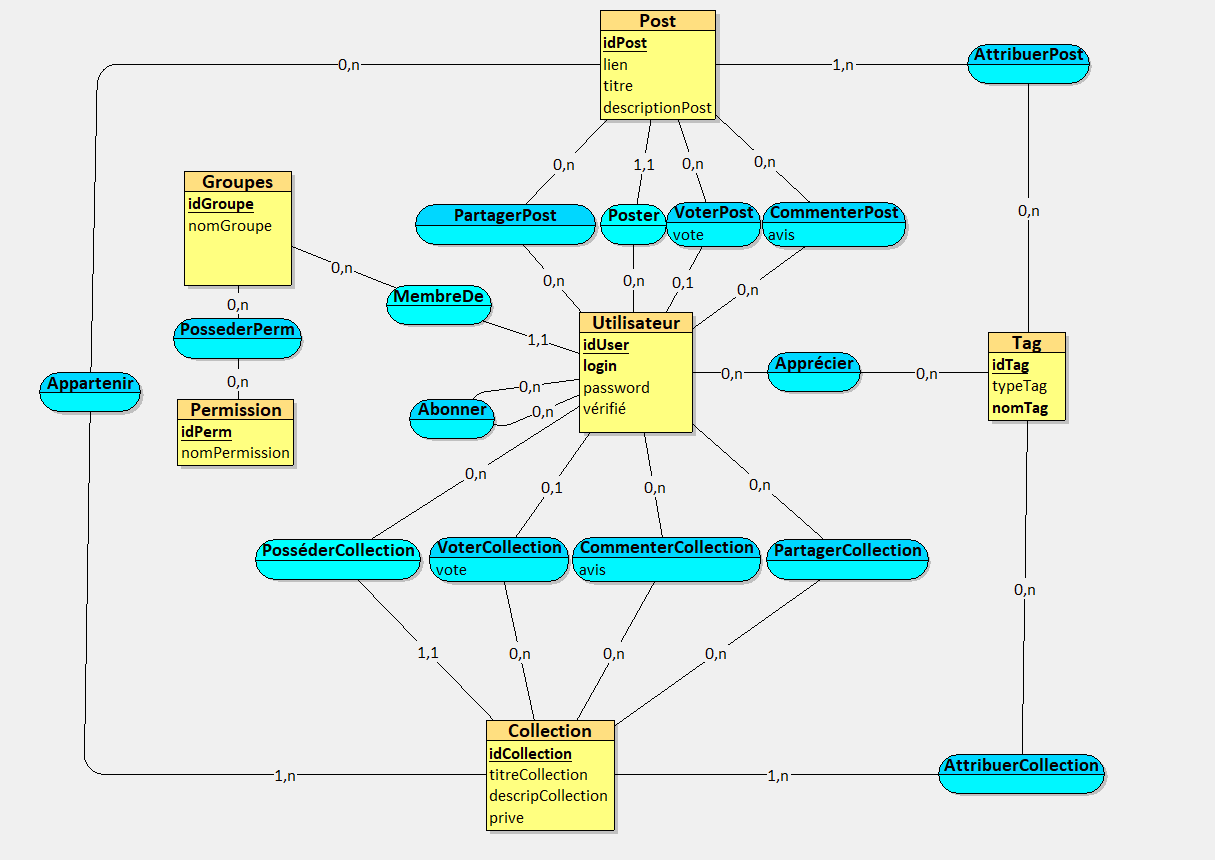 Post
idPost
lien
titre
descriptionPost
0,n
1,n
AttribuerPost
0,n
1,1
0,n
0,n
Groupes
idGroupe
nomGroupe
PartagerPost
Poster
VoterPost
vote
CommenterPost
avis
0,n
0,n
0,n
0,n
0,1
0,n
MembreDe
0,n
PossederPerm
1,1
Utilisateur
idUser
login
password
vérifié
Tag
idTag
typeTag
nomTag
0,n
Apprécier
0,n
0,n
Appartenir
Permission
idPerm
nomPermission
Abonner
0,n
0,n
0,n
0,1
0,n
0,n
PosséderCollection
VoterCollection
vote
CommenterCollection
avis
PartagerCollection
0,n
1,1
0,n
0,n
0,n
Collection
idCollection
titreCollection
descripCollection
prive
1,n
1,n
AttribuerCollection